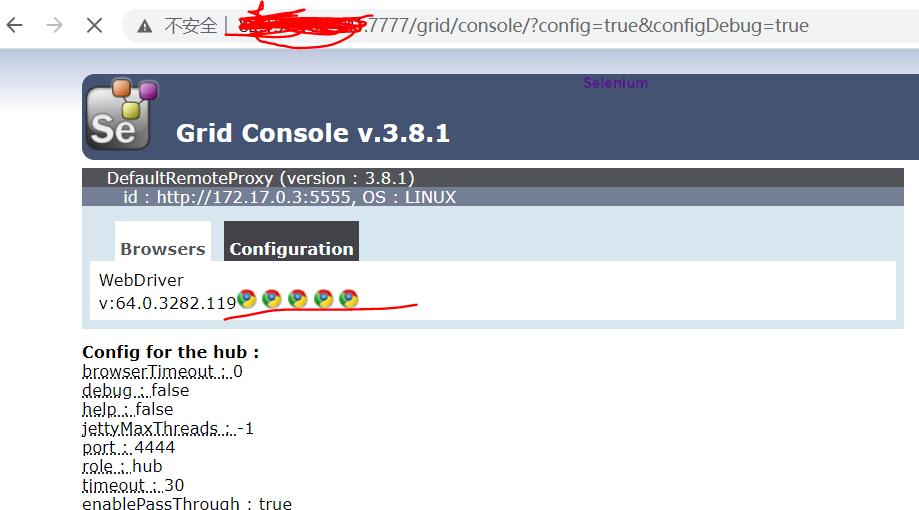 不安全 | .7777/grid/console/?config=true&configDebug=true
Selenium
Se
Grid Console v.3.8.1
DefaultRemoteProxy (version : 3.8.1)
id : http://172.17.0.3:5555, OS : LINUX
Browsers Configuration
WebDriver
v:64.0.3282.119
Config for the hub :
browserTimeout : 0
debug : false
help : false
jettyMaxThreads : -1
port : 4444
role : hub
timeout : 30
enablePassThrough : true